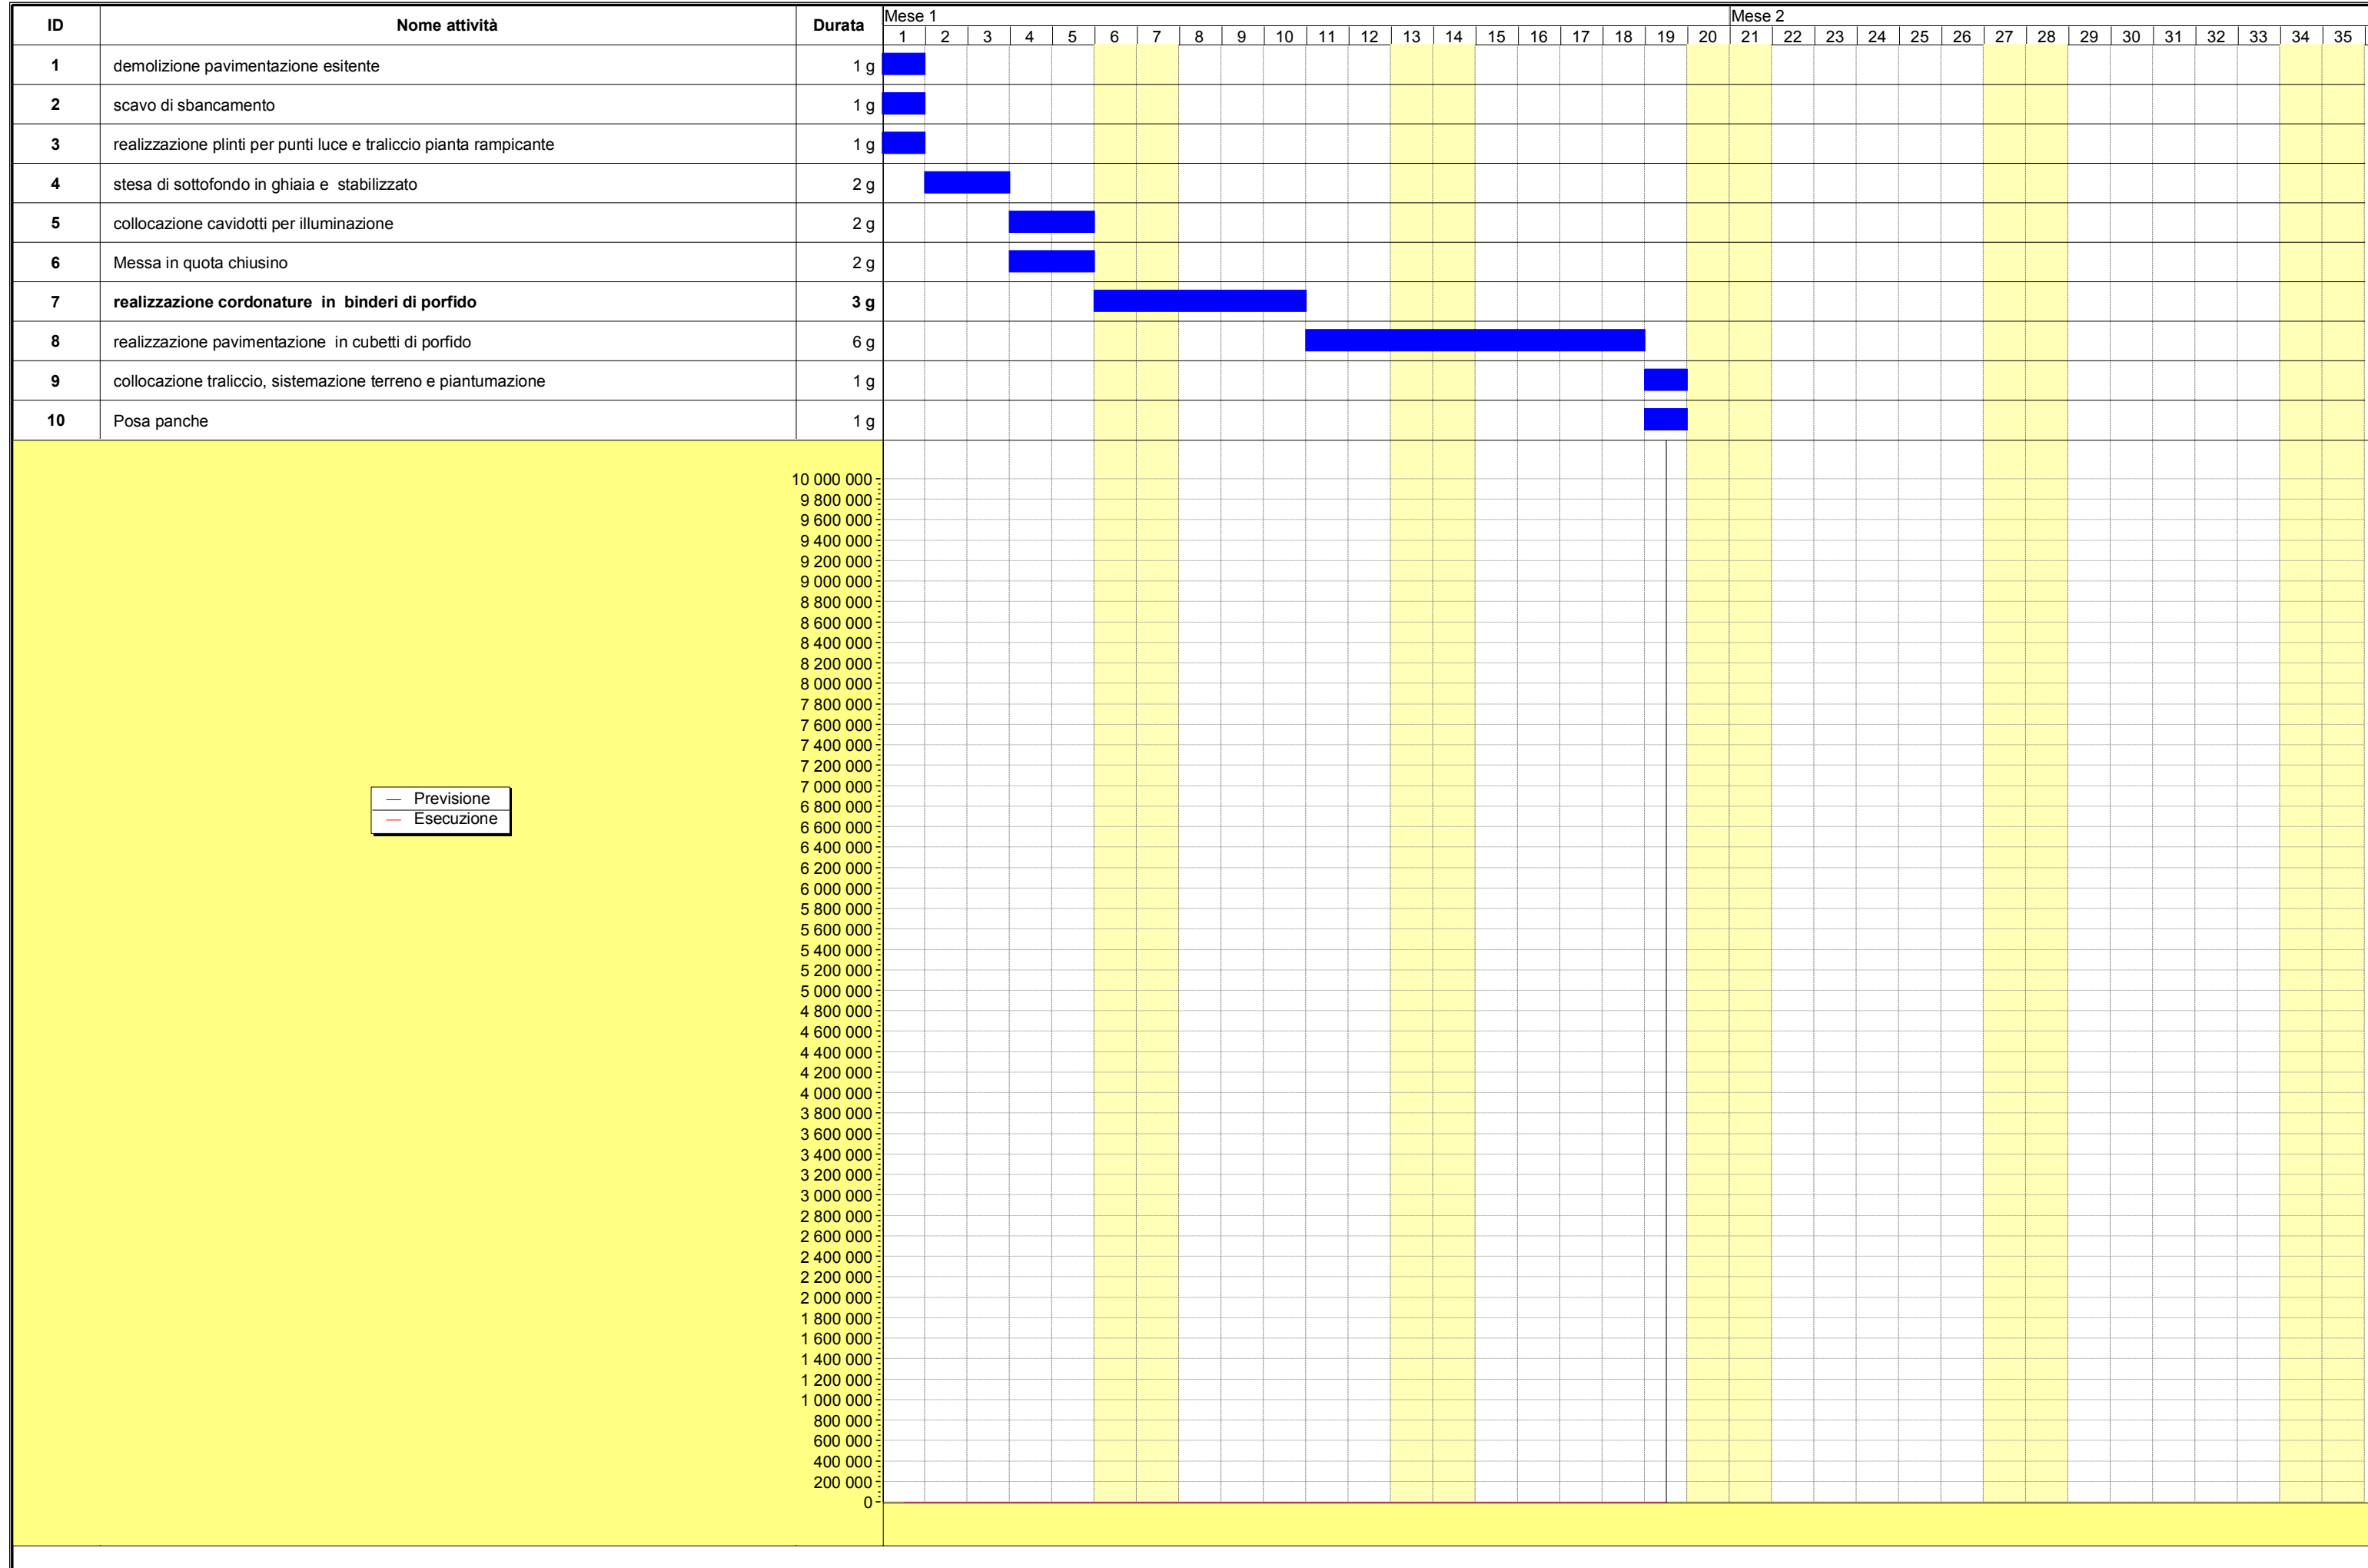 ID Nome attività Durata Mese 1 Mese 2
1 2 3 4 5 6 7 8 9 10 11 12 13 14 15 16 17 18 19 20 21 22 23 24 25 26 27 28 29 30 31 32 33 34 35
1 demolizione pavimentazione esitente 1 g
2 scavo di sbancamento 1 g
3 realizzazione plinti per punti luce e traliccio pianta rampicante 1 g
4 stesa di sottofondo in ghiaia e stabilizzato 2 g
5 collocazione cavidotti per illuminazione 2 g
6 Messa in quota chiusino 2 g
7 realizzazione cordonature in binderi di porfido 3 g
8 realizzazione pavimentazione in cubetti di porfido 6 g
9 collocazione traliccio, sistemazione terreno e piantumazione 1 g
10 Posa panche 1 g
10 000 000
9 800 000
9 600 000
9 400 000
9 200 000
9 000 000
8 800 000
8 600 000
8 400 000
8 200 000
8 000 000
7 800 000
7 600 000
7 400 000
7 200 000
7 000 000
6 800 000
6 600 000
6 400 000
6 200 000
6 000 000
5 800 000
5 600 000
5 400 000
5 200 000
5 000 000
4 800 000
4 600 000
4 400 000
4 200 000
4 000 000
3 800 000
3 600 000
3 400 000
3 200 000
3 000 000
2 800 000
2 600 000
2 400 000
2 200 000
2 000 000
1 800 000
1 600 000
1 400 000
1 200 000
1 000 000
800 000
600 000
400 000
200 000
0
Previsione
Esecuzione